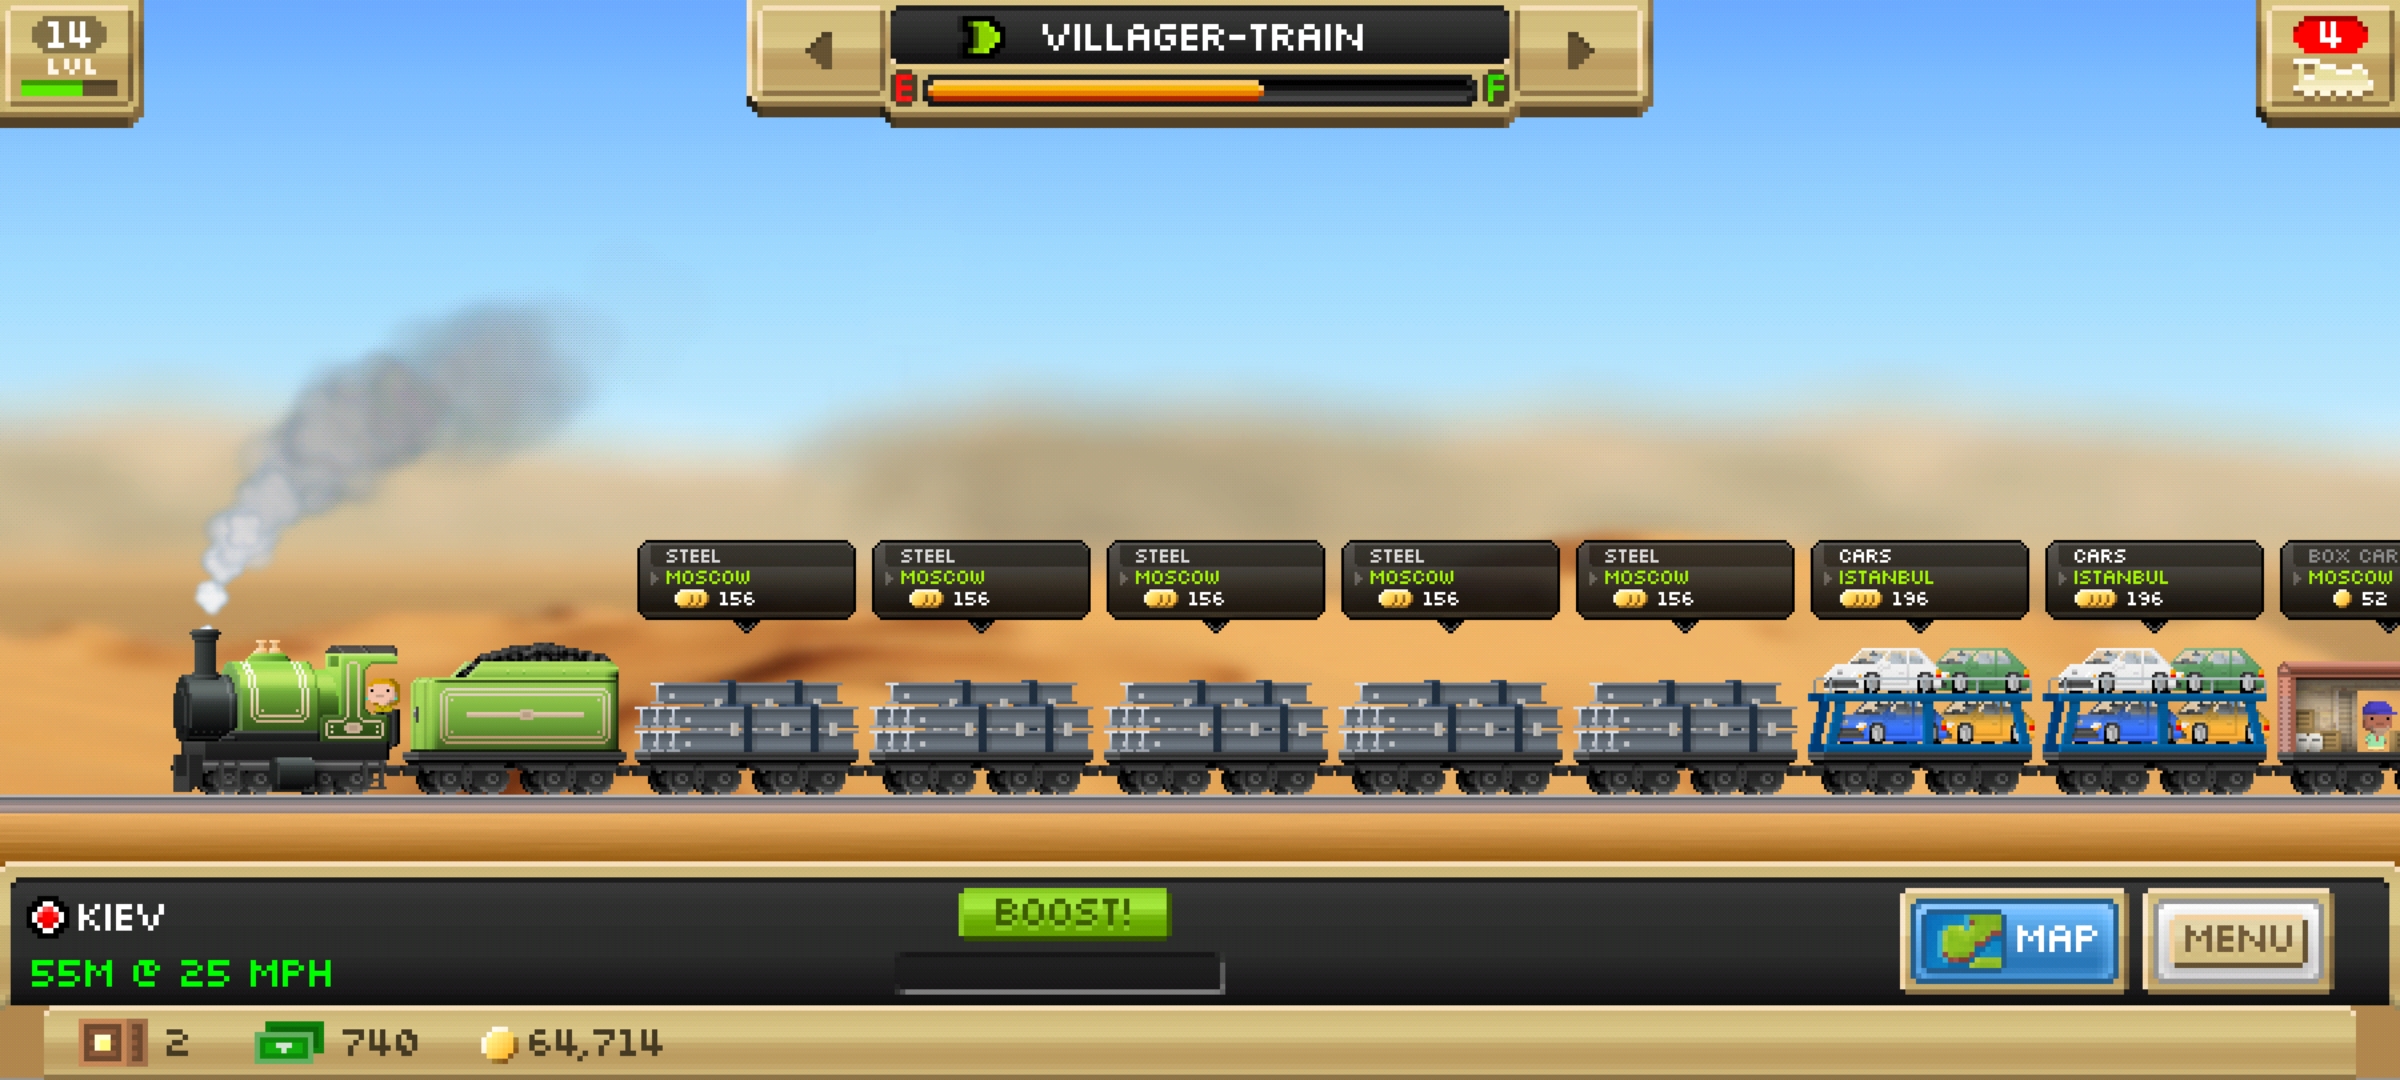 14
LVL
VILLAGER-TRAIN
E F
4
STEEL
MOSCOW
156
STEEL
MOSCOW
156
STEEL
MOSCOW
156
STEEL
MOSCOW
156
STEEL
MOSCOW
156
CARS
ISTANBUL
196
CARS
ISTANBUL
196
BOX CAR
MOSCOW
52
KIEV
55M @ 25 MPH
BOOST!
MAP
MENU
2
740
64,714